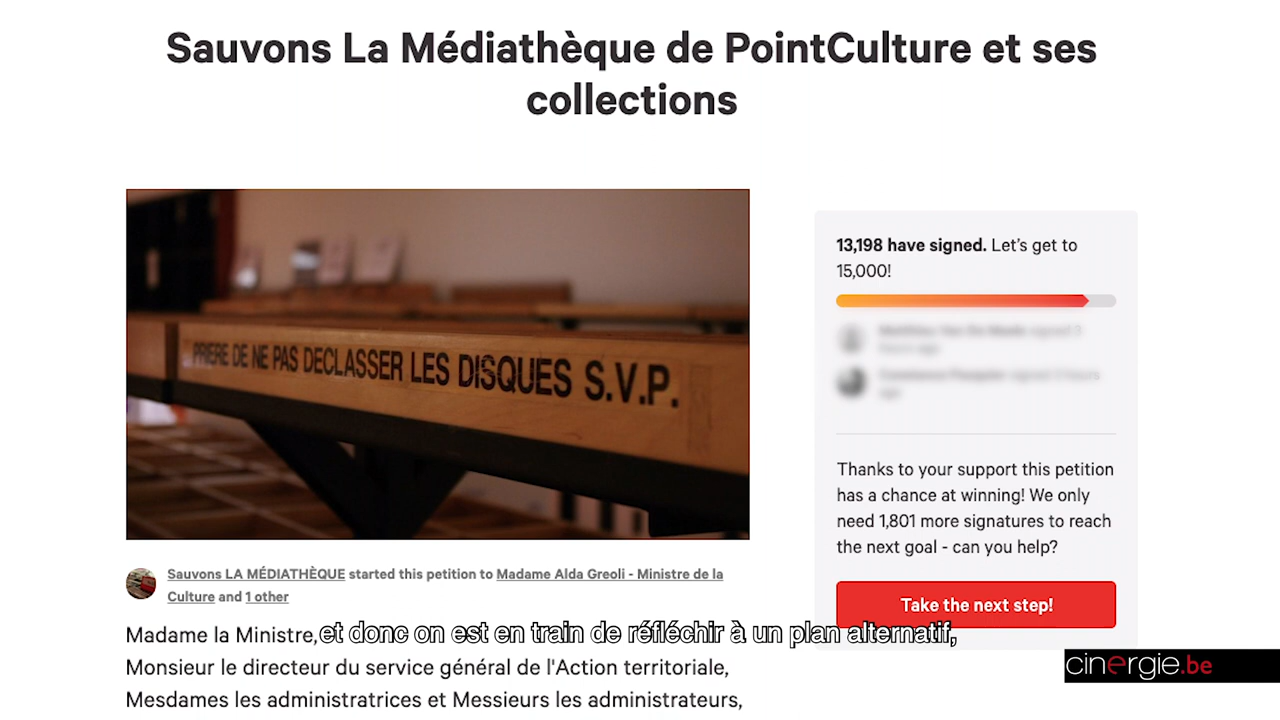 Sauvons La Médiathèque de PointCulture et ses
collections
PRIERE DE NE PAS DECLASSER LES DISQUES S.V.P.
13,198 have signed. Let's get to
15,000!
Thanks to your support this petition
has a chance at winning! We only
need 1,801 more signatures to reach
the next goal - can you help?
Take the next step!
Sauvons LA MÉDIATHÈQUE started this petition to Madame Alda Greoli - Ministre de la
Culture and 1 other
Madame la Ministre,
Monsieur le directeur du service général de l'Action territoriale,
Mesdames les administratrices et Messieurs les administrateurs,
et donc on est en train de réfléchir à un plan alternatif,
cinergie.be